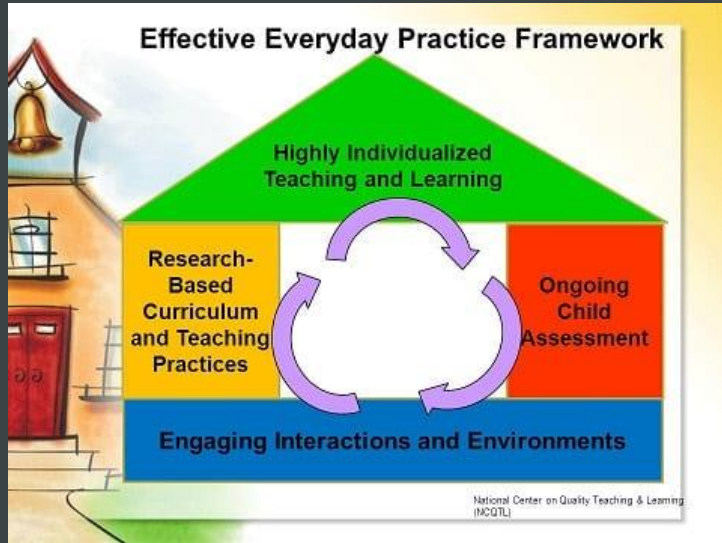 Effective Everyday Practice Framework
Highly Individualized
Teaching and Learning
Research-
Based
Curriculum
and Teaching
Practices
Ongoing
Child
Assessment
Engaging Interactions and Environments
National Center on Quality Teaching & Learning
(NCQTL)